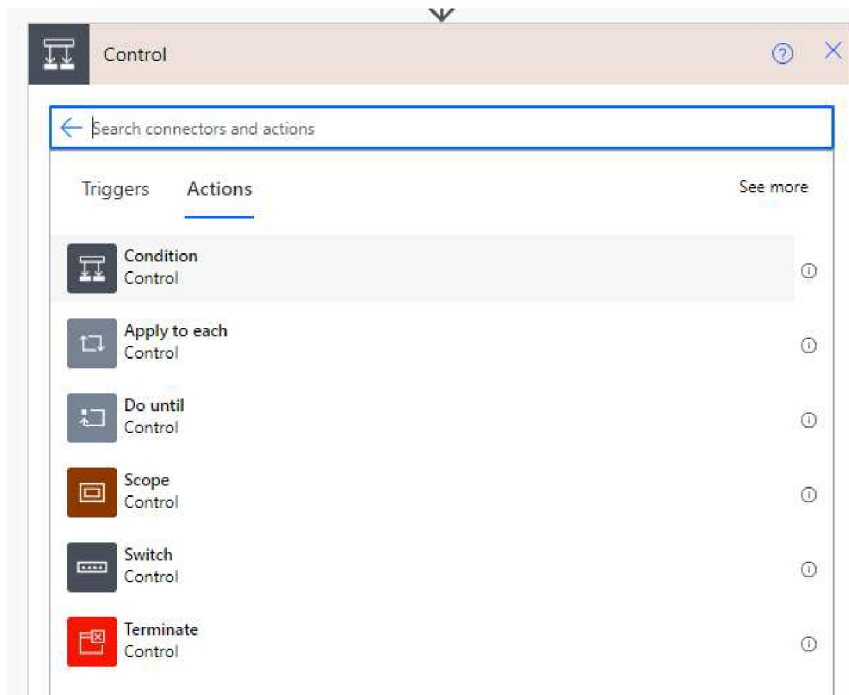 Control
Search connectors and actions
Triggers Actions See more
Condition
Control
Apply to each
Control
Do until
Control
Scope
Control
Switch
Control
Terminate
Control